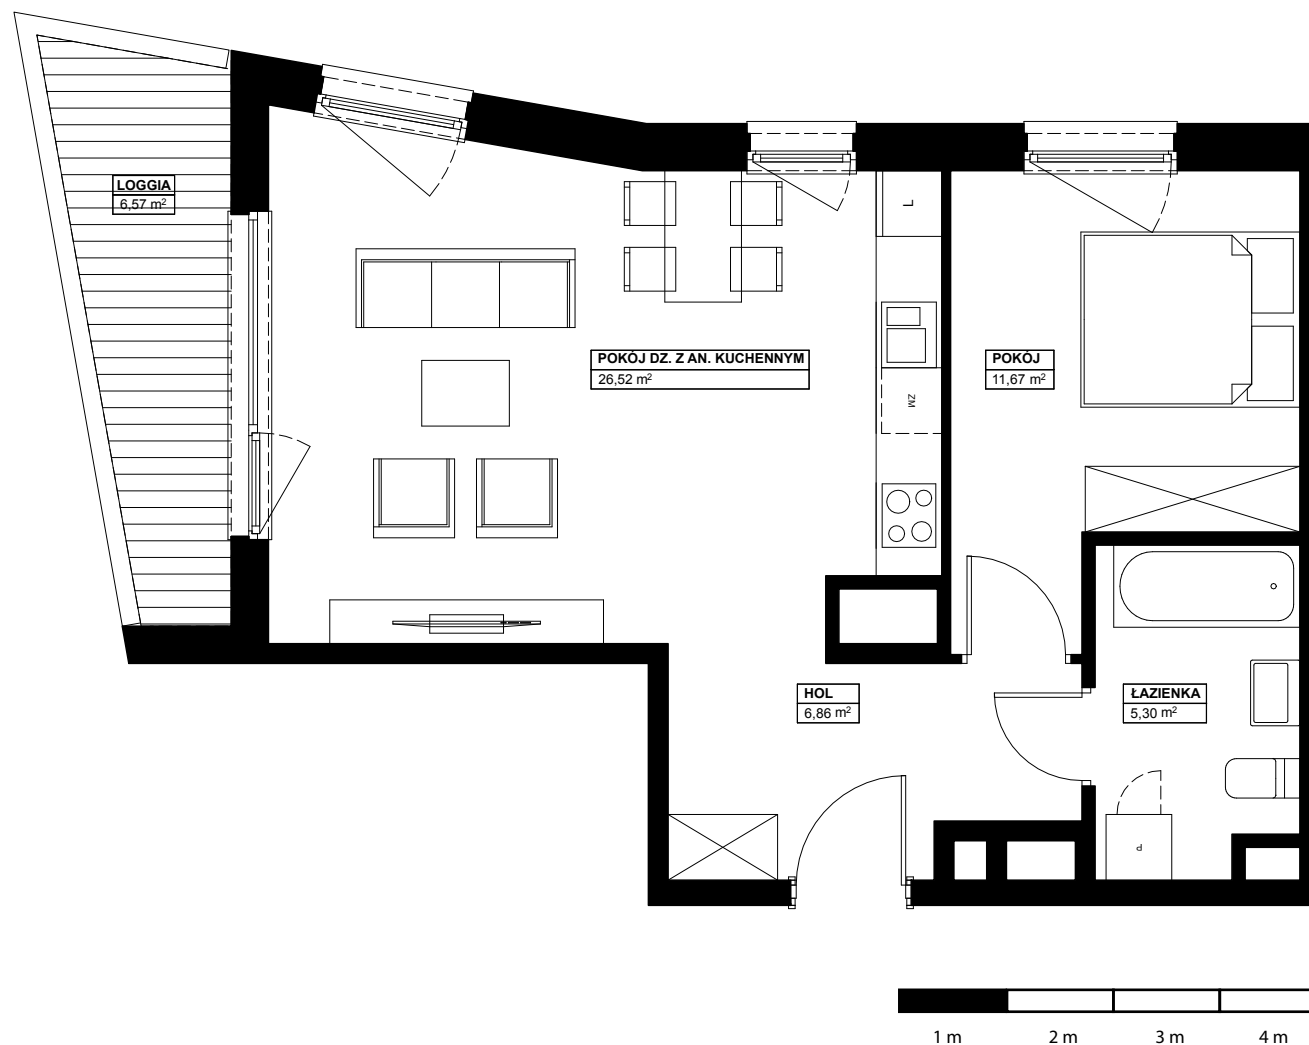 LOGGIA
6,57 m²
L
POKÓJ DZ. Z AN. KUCHENNYM
26,52 m²
POKÓJ
11,67 m²
ZM
HOL
6,86 m²
ŁAZIENKA
5,30 m²
P
1 m 2 m 3 m 4 m